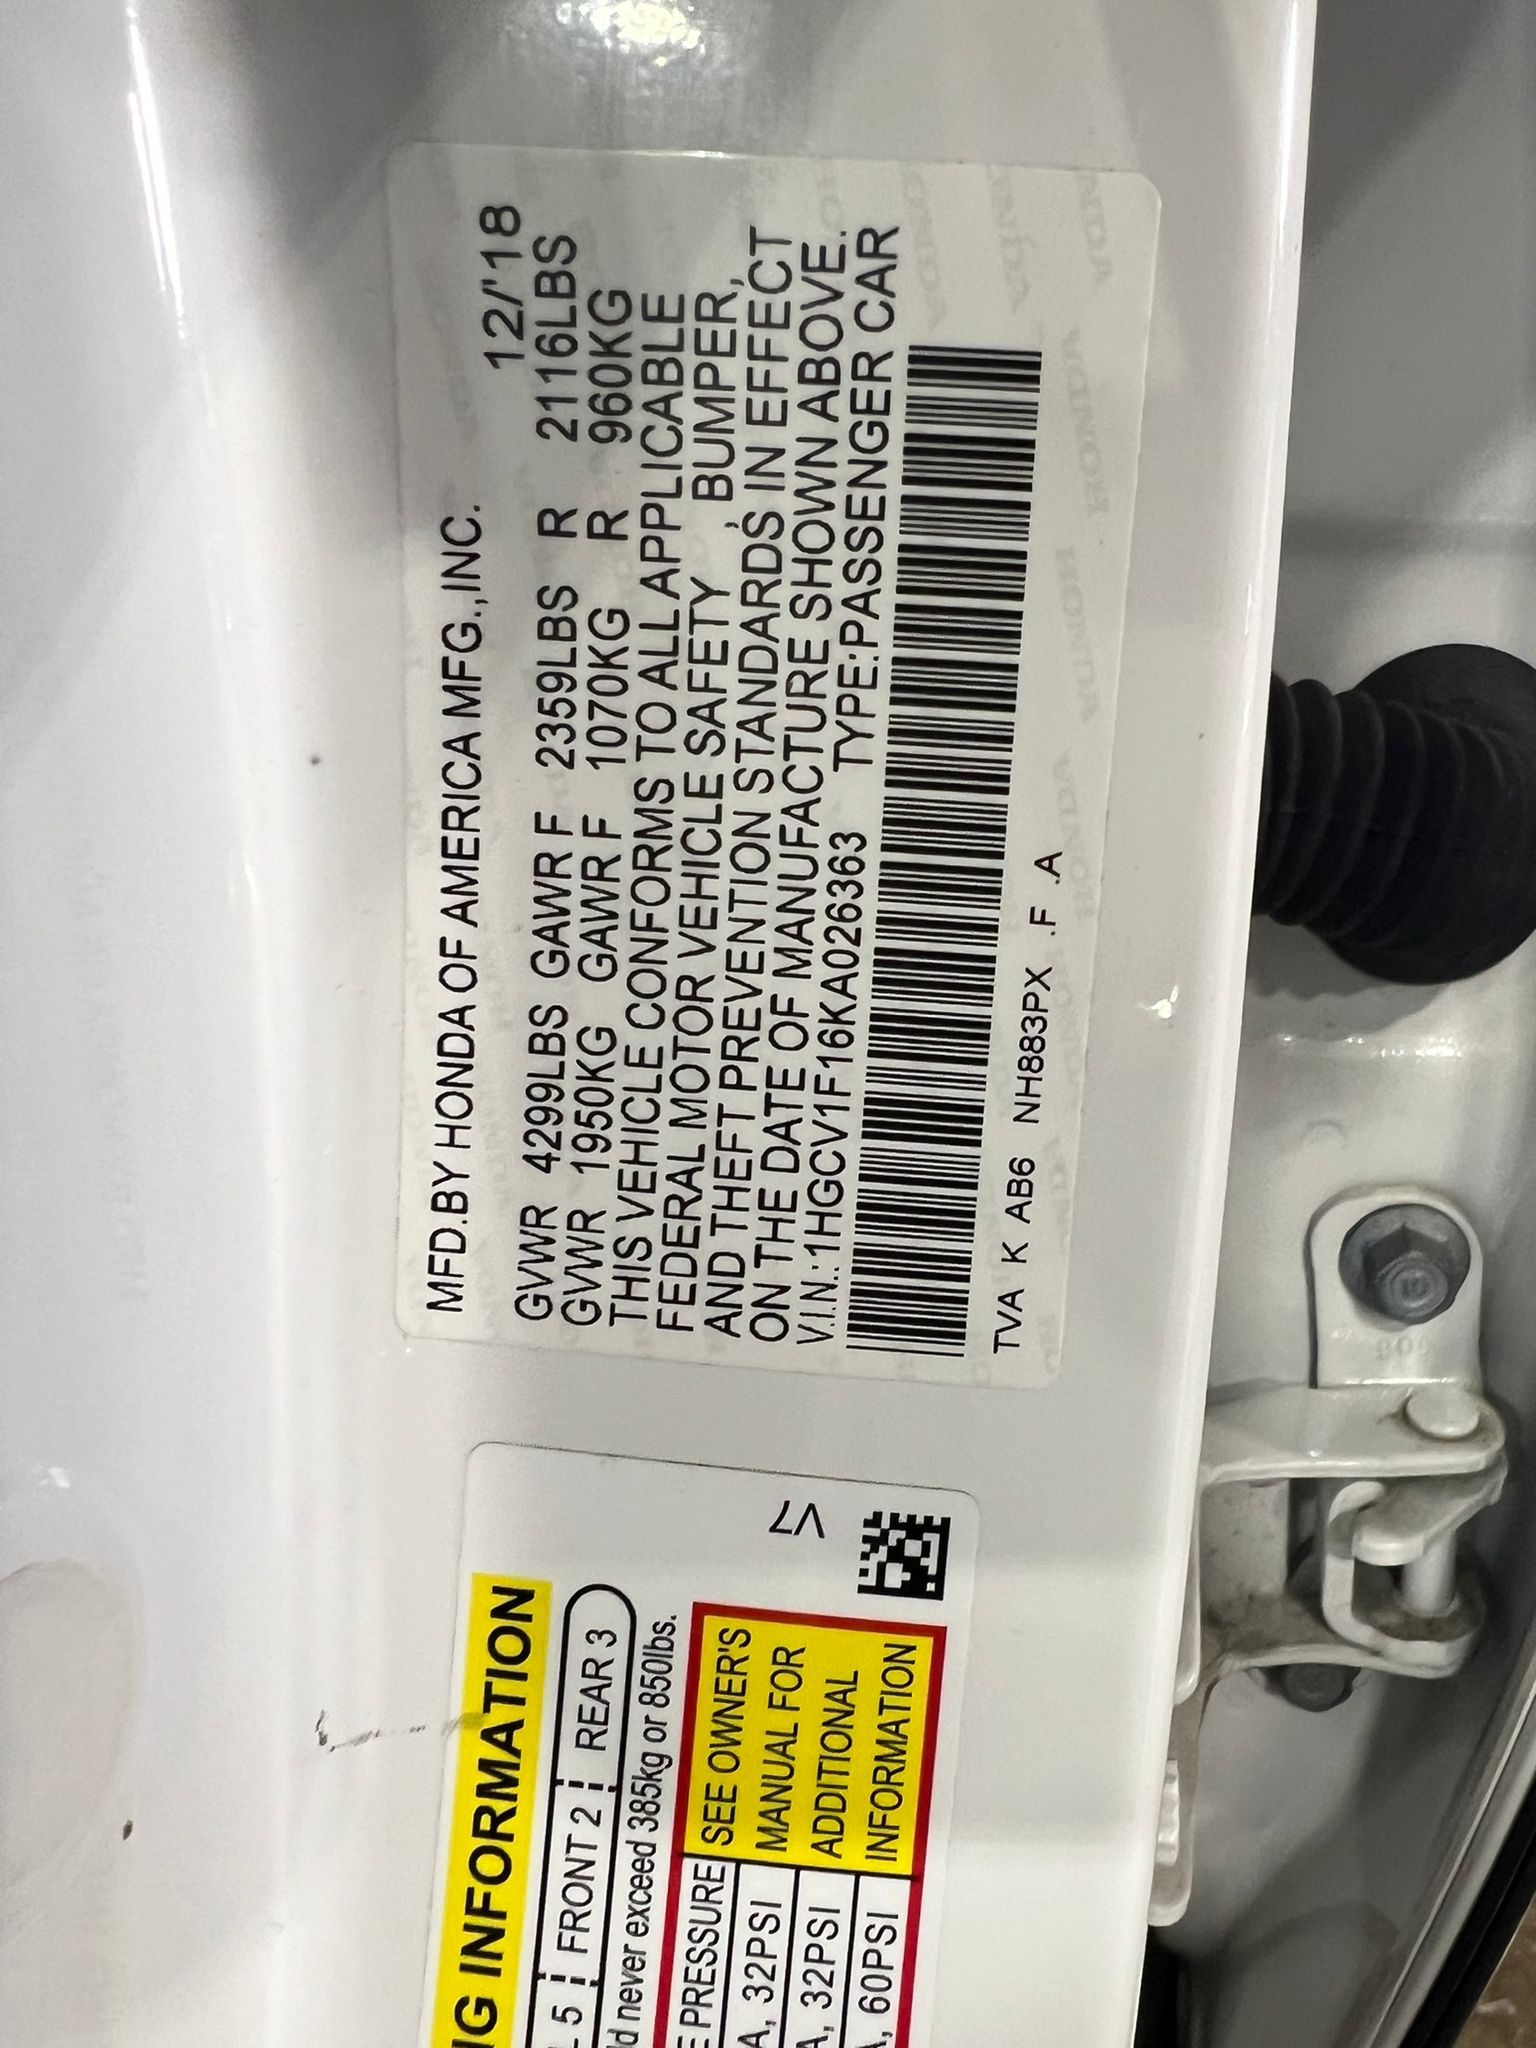 MFD.BY HONDA OF AMERICA MFG.,INC. 12/'18
GVWR 4299LBS GAWR F 2359LBS R 2116LBS
GVWR 1950KG GAWR F 1070KG R 960KG
THIS VEHICLE CONFORMS TO ALL APPLICABLE
FEDERAL MOTOR VEHICLE SAFETY , BUMPER,
AND THEFT PREVENTION STANDARDS IN EFFECT
ON THE DATE OF MANUFACTURE SHOWN ABOVE.
V.I.N.:1HGCV1F16KA026363 TYPE:PASSENGER CAR
TVA K AB6 NH883PX .F .A
INFORMATION
5 FRONT 2 REAR 3
never exceed 385kg or 850lbs.
PRESSURE
32PSI
32PSI
60PSI
SEE OWNER'S
MANUAL FOR
ADDITIONAL
INFORMATION
V7